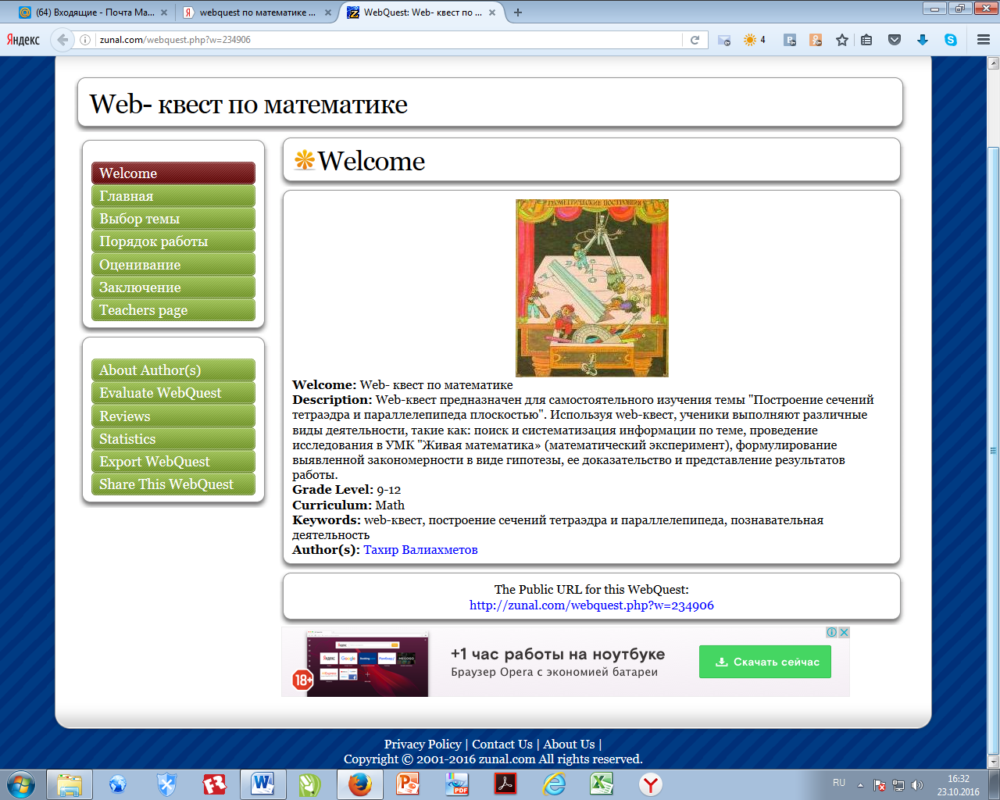 (64) Входящие - Почта Ma...
webquest по математике ...
WebQuest: Web- квест по ...
Яндекс
zunal.com/webquest.php?w=234906
4
Web- квест по математике
Welcome
Главная
Выбор темы
Порядок работы
Оценивание
Заключение
Teachers page
About Author(s)
Evaluate WebQuest
Reviews
Statistics
Export WebQuest
Share This WebQuest
Welcome
ГЕОМЕТРИЧЕСКИЕ ПОСТРОЕНИЯ
Welcome: Web- квест по математике
Description: Web-квест предназначен для самостоятельного изучения темы "Построение сечений
тетраэдра и параллелепипеда плоскостью". Используя web-квест, ученики выполняют различные
виды деятельности, такие как: поиск и систематизация информации по теме, проведение
исследования в УМК "Живая математика» (математический эксперимент), формулирование
выявленной закономерности в виде гипотезы, ее доказательство и представление результатов
работы.
Grade Level: 9-12
Curriculum: Math
Keywords: web-квест, построение сечений тетраэдра и параллелепипеда, познавательная
деятельность
Author(s): Тахир Валиахметов
The Public URL for this WebQuest:
http://zunal.com/webquest.php?w=234906
18+
+1 час работы на ноутбуке
Браузер Opera с экономией батареи
Скачать сейчас
Privacy Policy | Contact Us | About Us |
Copyright © 2001-2016 zunal.com All rights reserved.
RU
16:32
23.10.2016